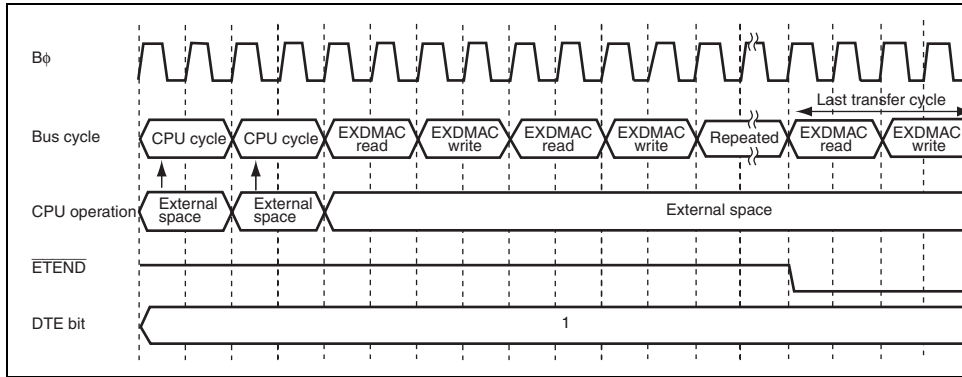 Bϕ
Last transfer cycle
Bus cycle
CPU cycle
CPU cycle
EXDMAC read
EXDMAC write
EXDMAC read
EXDMAC write
Repeated
EXDMAC read
EXDMAC write
CPU operation
External space
External space
External space
ETEND
DTE bit
1